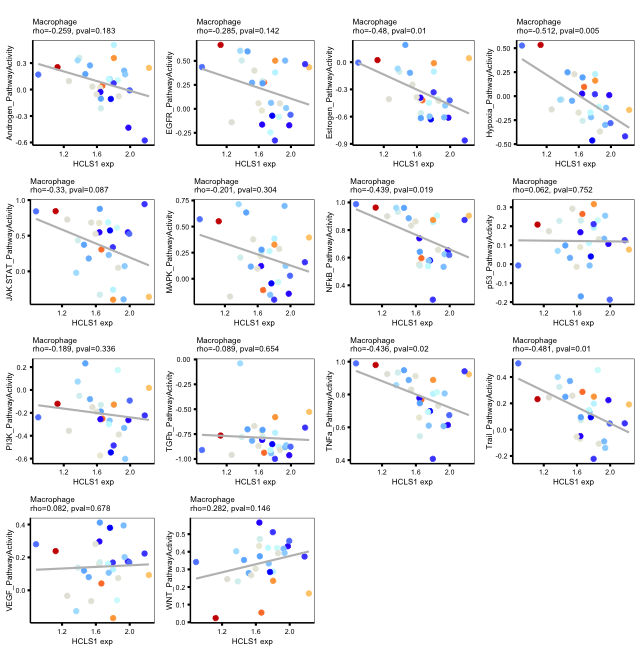 Macrophage
rho=-0.259, pval=0.183
Androgen_PathwayActivity
0.3
0.0
-0.3
-0.6
1.2
1.6
2.0
HCLS1 exp
Macrophage
rho=-0.285, pval=0.142
EGFR_PathwayActivity
0.50
0.25
0.00
-0.25
1.2
1.6
2.0
HCLS1 exp
Macrophage
rho=-0.48, pval=0.01
Estrogen_PathwayActivity
0.0
-0.3
-0.6
-0.9
1.2
1.6
2.0
HCLS1 exp
Macrophage
rho=-0.512, pval=0.005
Hypoxia_PathwayActivity
0.50
0.25
0.00
-0.25
-0.50
1.2
1.6
2.0
HCLS1 exp
Macrophage
rho=-0.33, pval=0.087
JAK-STAT_PathwayActivity
1.0
0.5
0.0
1.2
1.6
2.0
HCLS1 exp
Macrophage
rho=-0.201, pval=0.304
MAPK_PathwayActivity
0.75
0.50
0.25
0.00
1.2
1.6
2.0
HCLS1 exp
Macrophage
rho=-0.439, pval=0.019
NFkB_PathwayActivity
1.0
0.8
0.6
0.4
1.2
1.6
2.0
HCLS1 exp
Macrophage
rho=0.062, pval=0.752
p53_PathwayActivity
0.3
0.2
0.1
0.0
-0.1
-0.2
1.2
1.6
2.0
HCLS1 exp
Macrophage
rho=-0.189, pval=0.336
PI3K_PathwayActivity
0.2
0.0
-0.2
-0.4
-0.6
1.2
1.6
2.0
HCLS1 exp
Macrophage
rho=-0.089, pval=0.654
TGFb_PathwayActivity
0.00
-0.25
-0.50
-0.75
-1.00
1.2
1.6
2.0
HCLS1 exp
Macrophage
rho=-0.436, pval=0.02
TNFa_PathwayActivity
1.0
0.8
0.6
0.4
1.2
1.6
2.0
HCLS1 exp
Macrophage
rho=-0.481, pval=0.01
Trail_PathwayActivity
0.4
0.2
0.0
-0.2
1.2
1.6
2.0
HCLS1 exp
Macrophage
rho=0.082, pval=0.678
VEGF_PathwayActivity
0.4
0.2
0.0
1.2
1.6
2.0
HCLS1 exp
Macrophage
rho=0.282, pval=0.146
WNT_PathwayActivity
0.5
0.4
0.3
0.2
0.1
0.0
1.2
1.6
2.0
HCLS1 exp